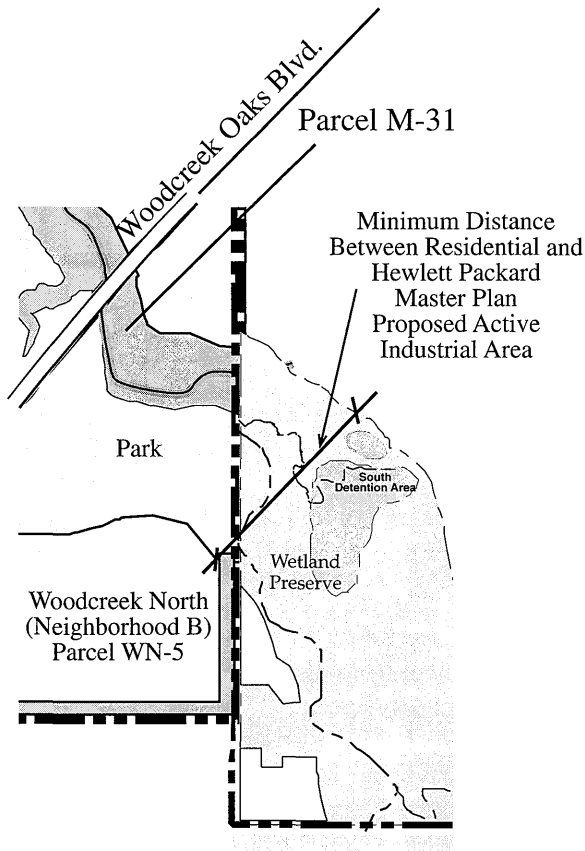 Woodcreek Oaks Blvd.
Parcel M-31
Minimum Distance
Between Residential and
Hewlett Packard
Master Plan
Proposed Active
Industrial Area
Park
South
Detention Area
Wetland
Preserve
Woodcreek North
(Neighborhood B)
Parcel WN-5